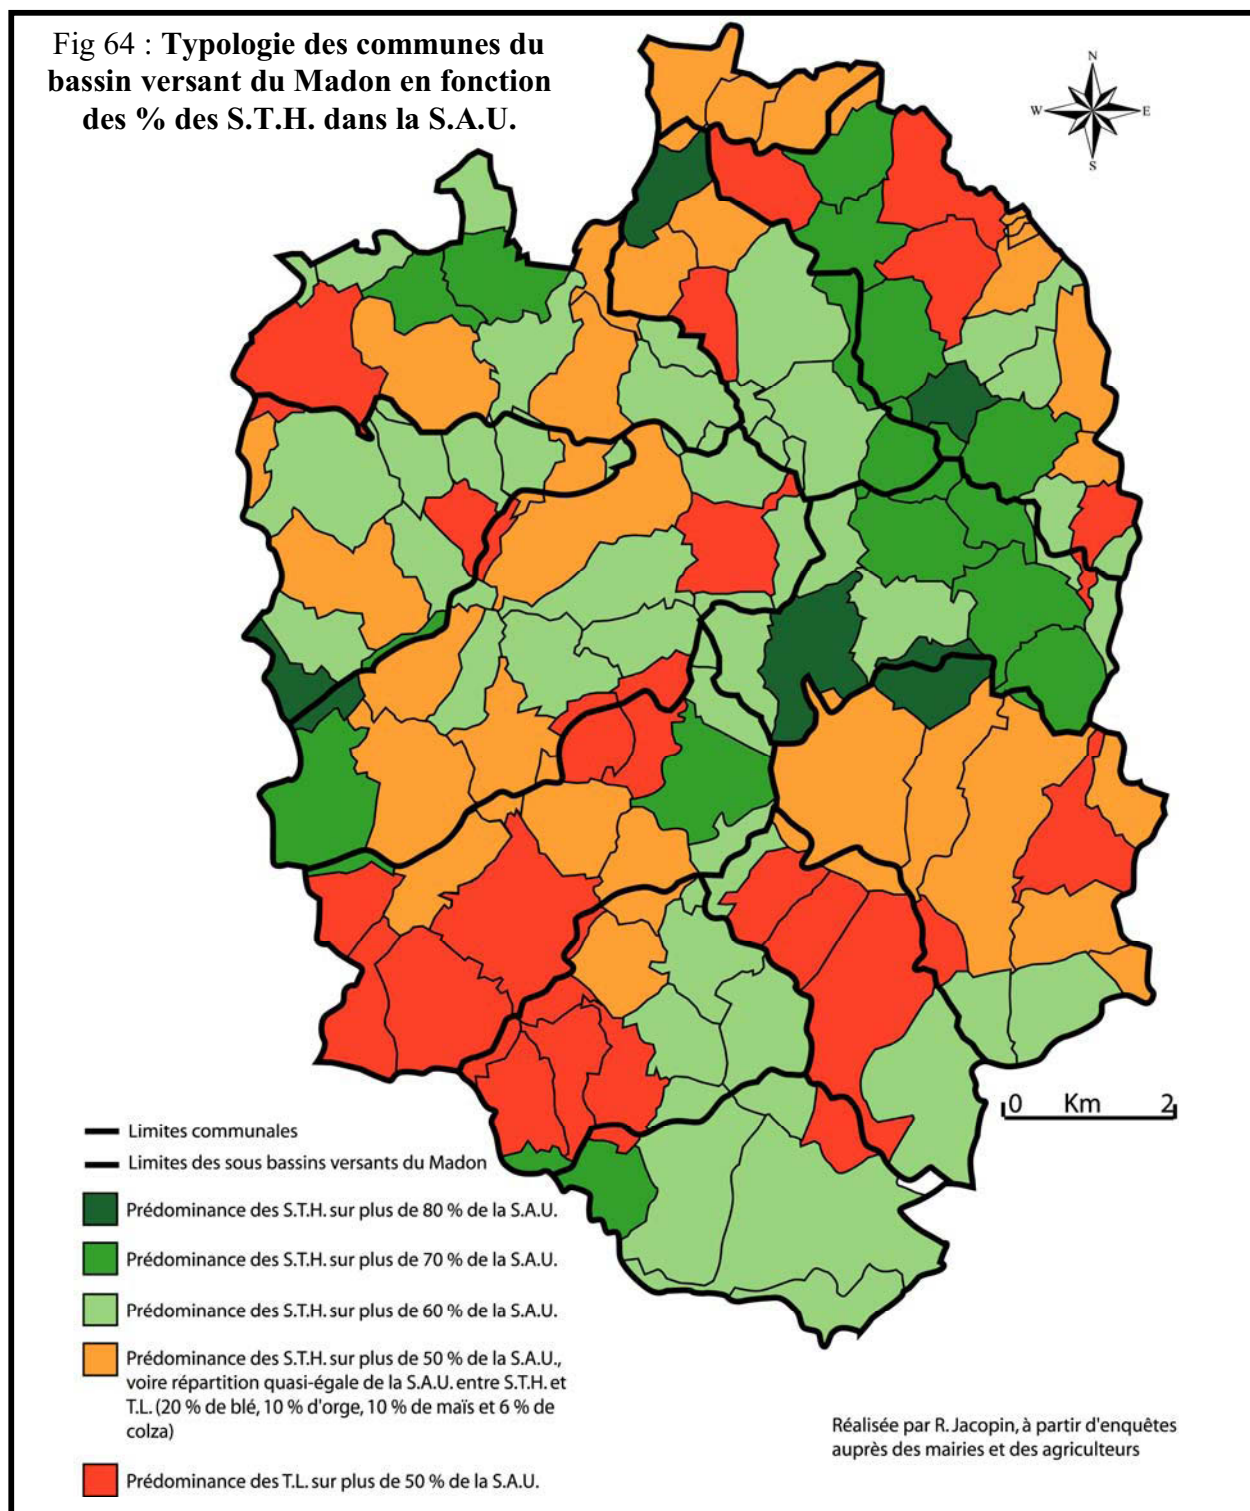 Fig 64 : Typologie des communes du
bassin versant du Madon en fonction
des % des S.T.H. dans la S.A.U.
N
W
E
S
0 Km 2
Limites communales
Limites des sous bassins versants du Madon
Prédominance des S.T.H. sur plus de 80 % de la S.A.U.
Prédominance des S.T.H. sur plus de 70 % de la S.A.U.
Prédominance des S.T.H. sur plus de 60 % de la S.A.U.
Prédominance des S.T.H. sur plus de 50 % de la S.A.U.,
voire répartition quasi-égale de la S.A.U. entre S.T.H. et
T.L. (20 % de blé, 10 % d'orge, 10 % de maïs et 6 % de
colza)
Prédominance des T.L. sur plus de 50 % de la S.A.U.
Réalisée par R. Jacopin, à partir d'enquêtes
auprès des mairies et des agriculteurs